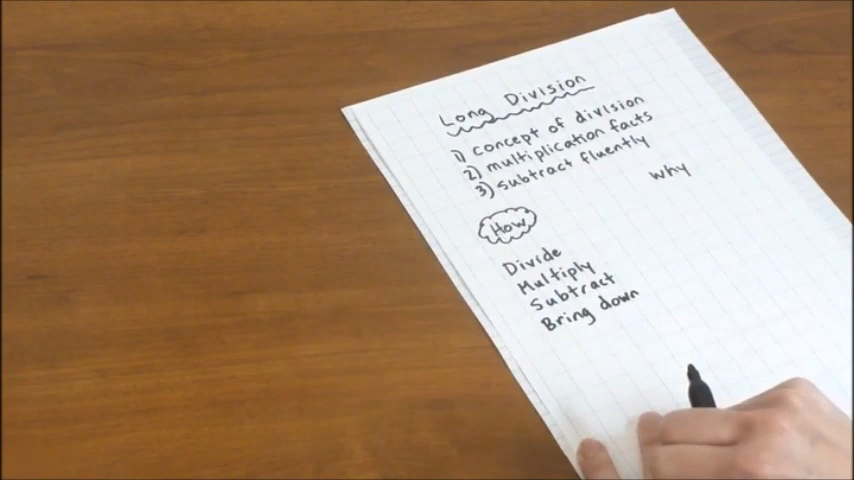 Long Division
1) concept of division
2) multiplication facts
3) subtract fluently
why
How
Divide
Multiply
Subtract
Bring down